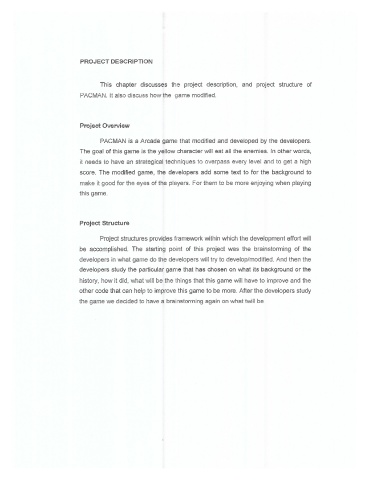 PROJECT DESCRIPTION
This chapter discusses the project description, and project structure of
PACMAN. It also discuss how the game modified.
Project Overview
PACMAN is a Arcade game that modified and developed by the developers.
The goal of this game is the yellow character will eat all the enemies. In other words,
it needs to have an strategical techniques to overpass every level and to get a high
score. The modified game, the developers add some text to for the background to
make it good for the eyes of the players. For them to be more enjoying when playing
this game.
Project Structure
Project structures provides framework within which the development effort will
be accomplished. The starting point of this project was the brainstorming of the
developers in what game do the developers will try to develop/modified. And then the
developers study the particular game that has chosen on what its background or the
history, how it did, what will be the things that this game will have to improve and the
other code that can help to improve this game to be more. After the developers study
the game we decided to have a brainstorming again on what twill be